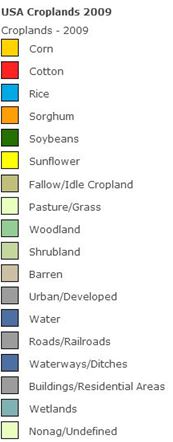 USA Croplands 2009
Croplands - 2009
Corn
Cotton
Rice
Sorghum
Soybeans
Sunflower
Fallow/Idle Cropland
Pasture/Grass
Woodland
Shrubland
Barren
Urban/Developed
Water
Roads/Railroads
Waterways/Ditches
Buildings/Residential Areas
Wetlands
Nonag/Undefined